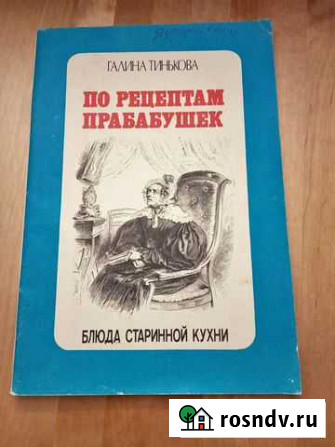 ГАЛИНА ТИНЬКОВА
ПО РЕЦЕПТАМ
ПРАБАБУШЕК
БЛЮДА СТАРИННОЙ КУХНИ
rosndv.ru